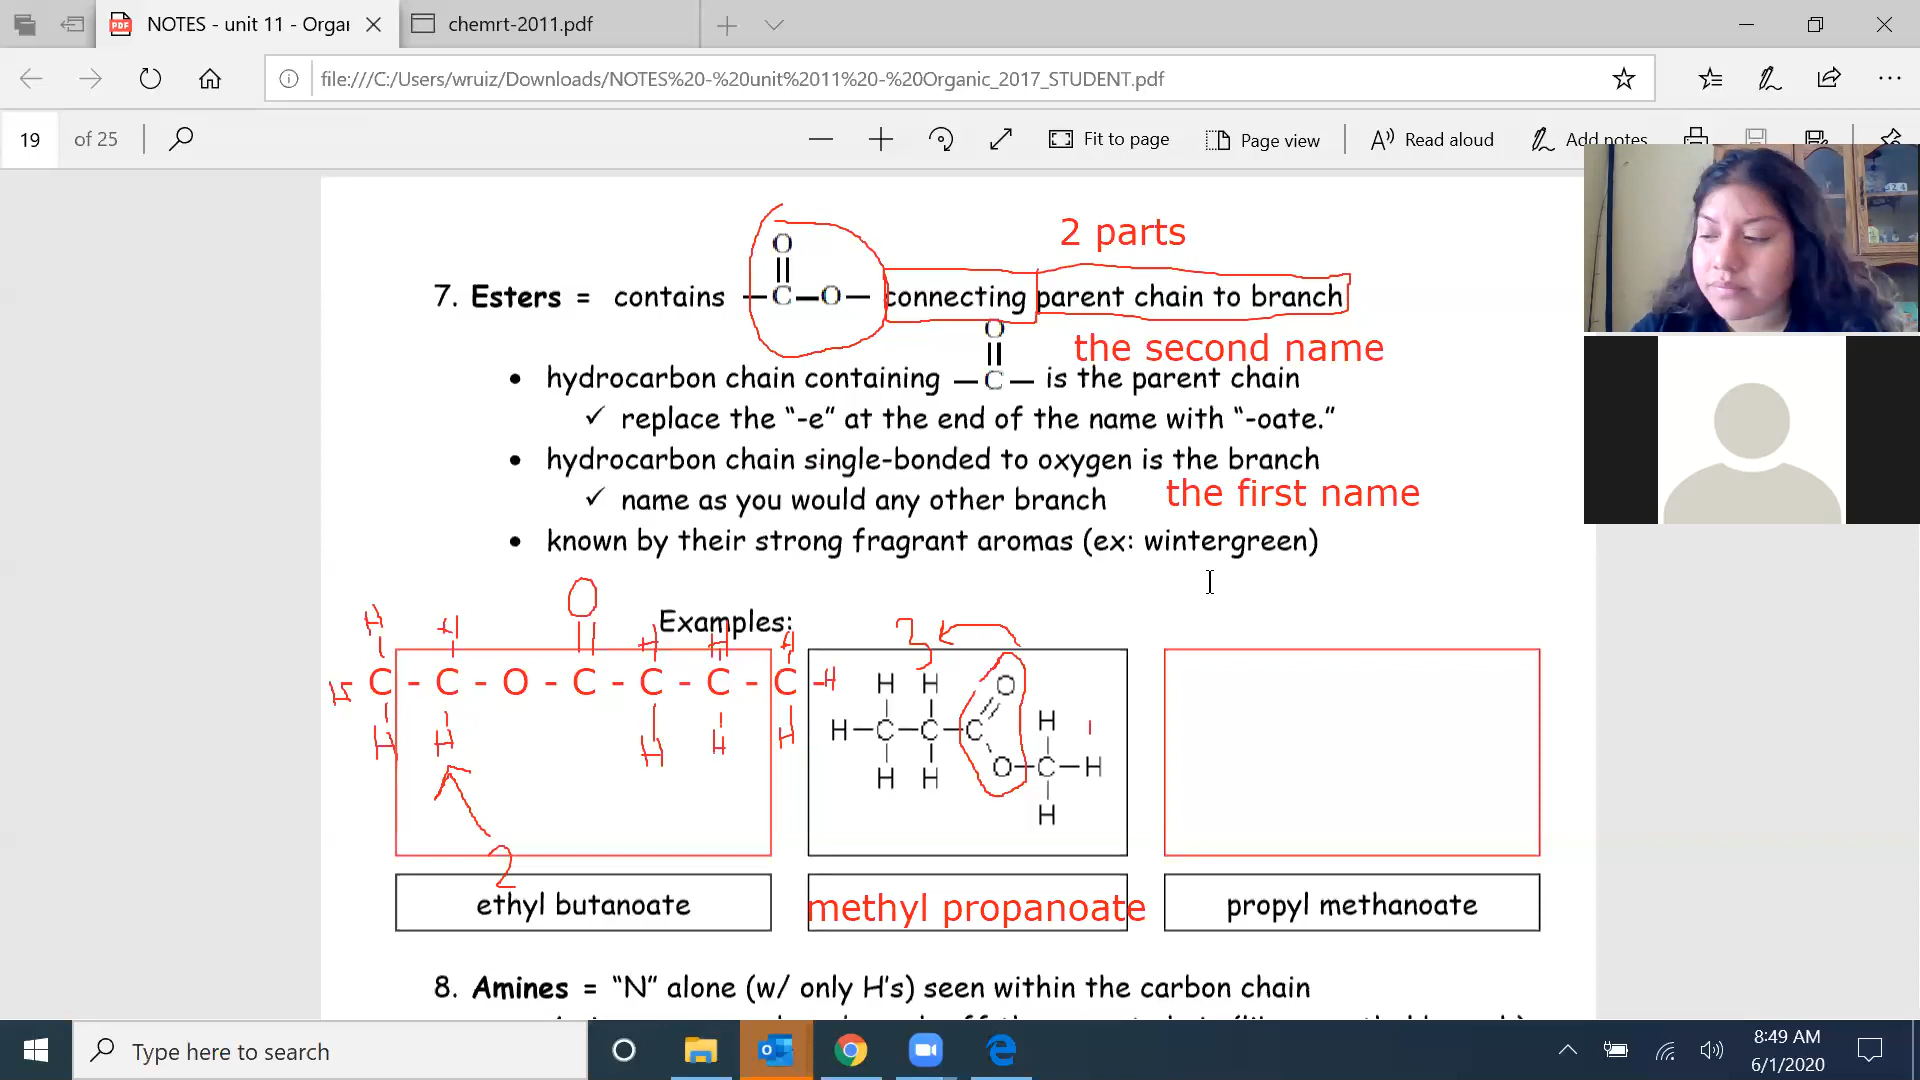 NOTES - unit 11 - Organ
chemrt-2011.pdf
file:///C:/Users/wruiz/Downloads/NOTES%20-%20unit%2011%20-%20Organic_2017_STUDENT.pdf
19 of 25
Fit to page
Page view
Read aloud
Add notes
2 parts
O
7. Esters = contains —C—O— connecting parent chain to branch
O
the second name
hydrocarbon chain containing —C— is the parent chain
✓ replace the “-e” at the end of the name with “-oate.”
hydrocarbon chain single-bonded to oxygen is the branch
✓ name as you would any other branch
the first name
known by their strong fragrant aromas (ex: wintergreen)
Examples:
O
H H H H H
C - C - O - C - C - C - C - H
H H H H H
2
3
H H O
H—C—C—C H 1
H H O—C—H
H
ethyl butanoate
methyl propanoate
propyl methanoate
8. Amines = “N” alone (w/ only H’s) seen within the carbon chain
Type here to search
8:49 AM
6/1/2020